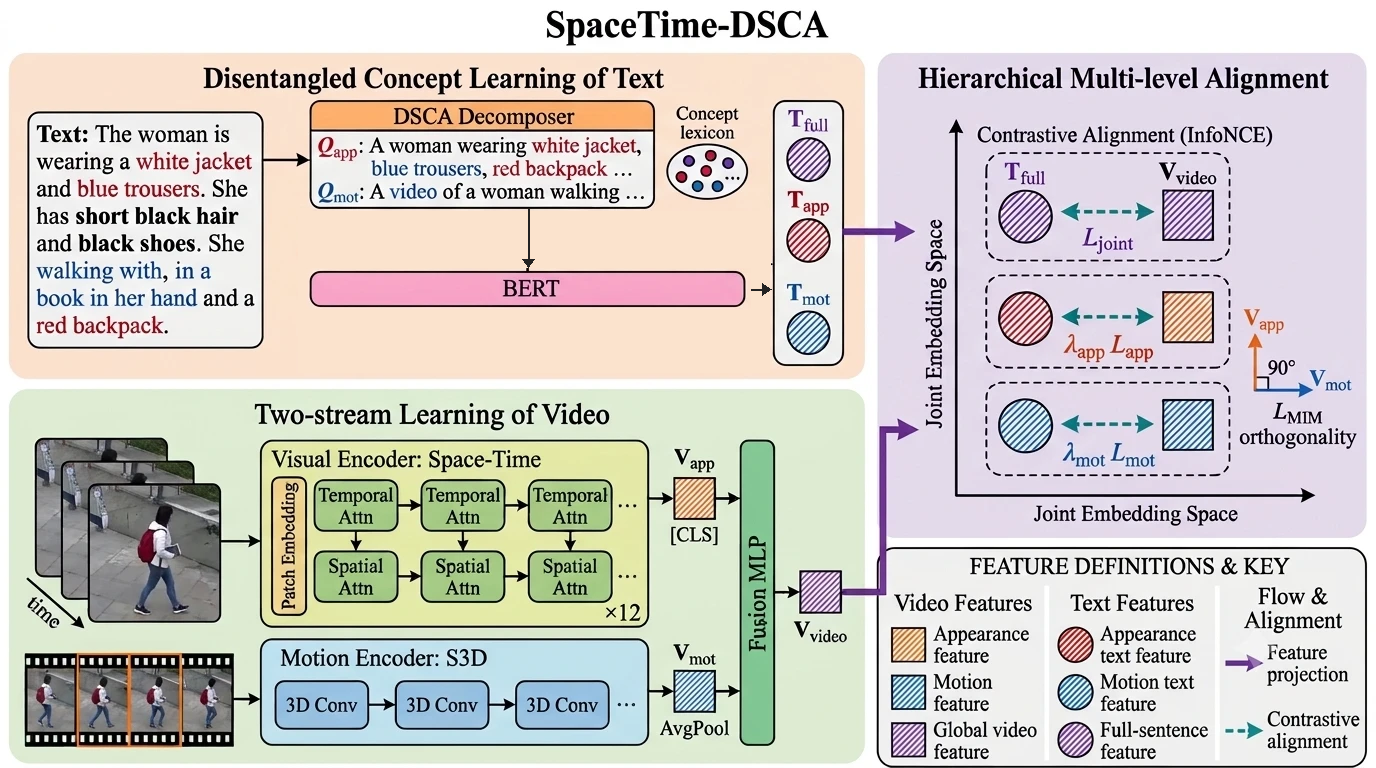 SpaceTime-DSCA
Disentangled Concept Learning of Text
Text: The woman is
wearing a white jacket
and blue trousers. She
has short black hair
and black shoes. She
walking with, in a
book in her hand and a
red backpack.
DSCA Decomposer
Qapp: A woman wearing white jacket,
blue trousers, red backpack ...
Qmot: A video of a woman walking ...
Concept
lexicon
...
BERT
Tfull
Tapp
Tmot
Two-stream Learning of Video
time
Visual Encoder: Space-Time
Patch Embedding
Temporal
Attn
Temporal
Attn
Temporal
Attn
...
Spatial
Attn
Spatial
Attn
Spatial
Attn
...
×12
Motion Encoder: S3D
3D Conv
3D Conv
3D Conv
...
Vapp
[CLS]
Vmot
AvgPool
Fusion MLP
Vvideo
Hierarchical Multi-level Alignment
Contrastive Alignment (InfoNCE)
Joint Embedding Space
Tfull
Vvideo
Ljoint
λapp Lapp
λmot Lmot
Vapp
90°
Vmot
LMIM
orthogonality
Joint Embedding Space
FEATURE DEFINITIONS & KEY
Video Features
Appearance
feature
Motion
feature
Global video
feature
Text Features
Appearance
text feature
Motion text
feature
Full-sentence
feature
Flow &
Alignment
Feature
projection
Contrastive
alignment